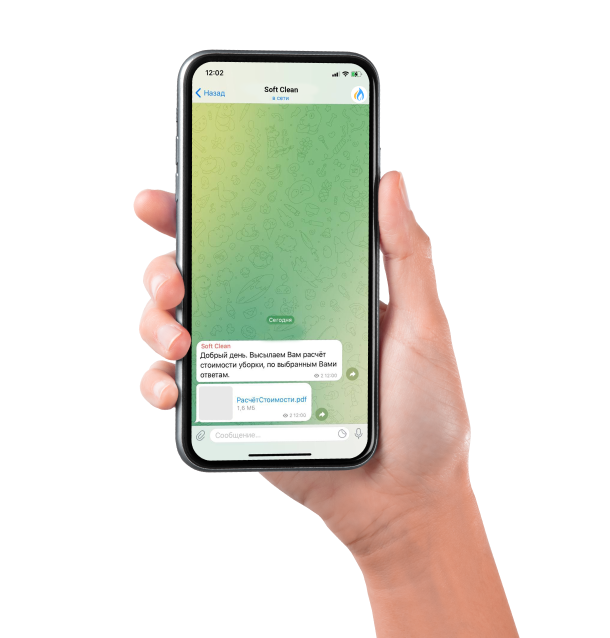 12:02
Назад
Soft Clean
в сети
Сегодня
Soft Clean
Добрый день. Высылаем Вам расчёт
стоимости уборки, по выбранным Вами
ответам.
2 12:00
РасчётСтоимости.pdf
1,6 МБ
2 12:00
Сообщение...